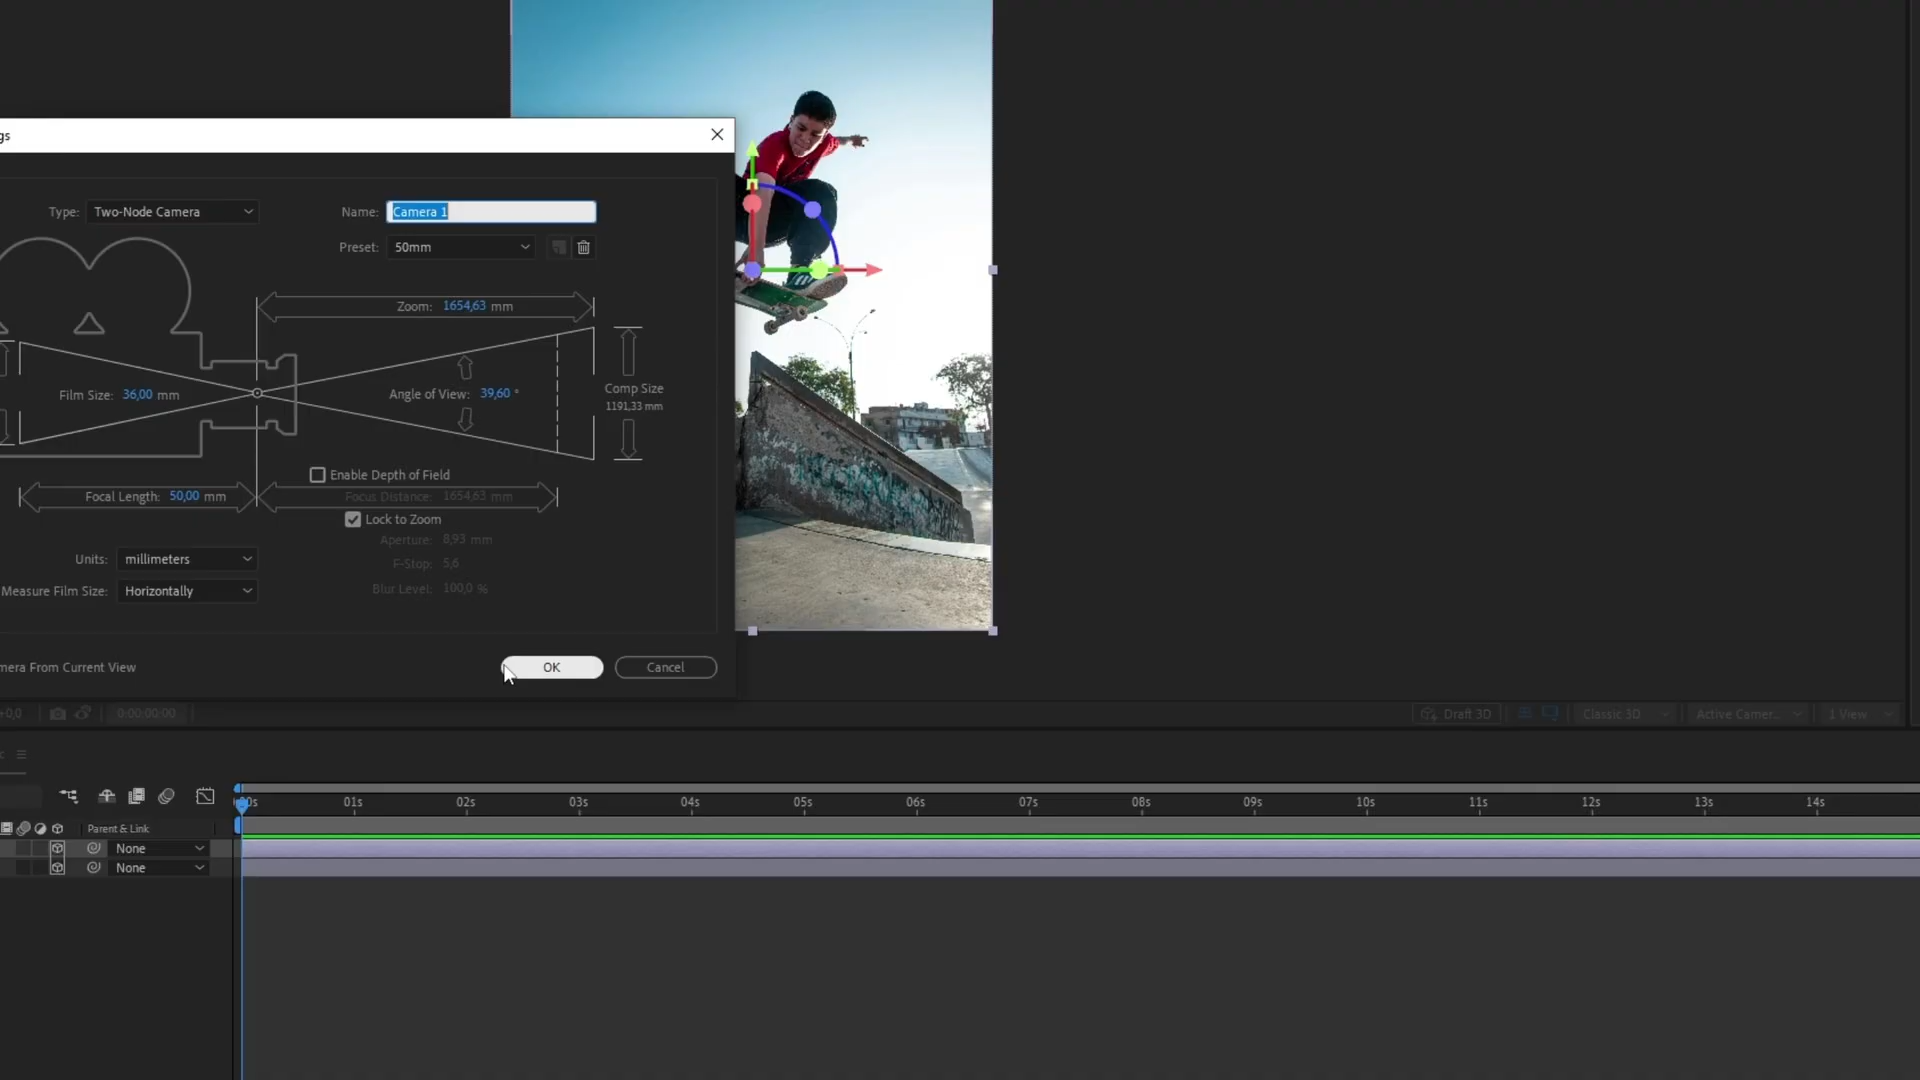 gs
Type: Two-Node Camera
Name: Camera 1
Preset: 50mm
Zoom: 1654,63 mm
Film Size: 36,00 mm
Angle of View: 39,60 °
Comp Size
1191,33 mm
Enable Depth of Field
Focal Length: 50,00 mm
Focus Distance: 1654,63 mm
Lock to Zoom
Aperture: 8,93 mm
Units: millimeters
F-Stop: 5,6
Measure Film Size: Horizontally
Blur Level: 100,0 %
mera From Current View
OK
Cancel
+0,0
0:00:00:00
Draft 3D
Classic 3D
Active Camer...
1 View
00s 01s 02s 03s 04s 05s 06s 07s 08s 09s 10s 11s 12s 13s 14s
Parent & Link
None
None